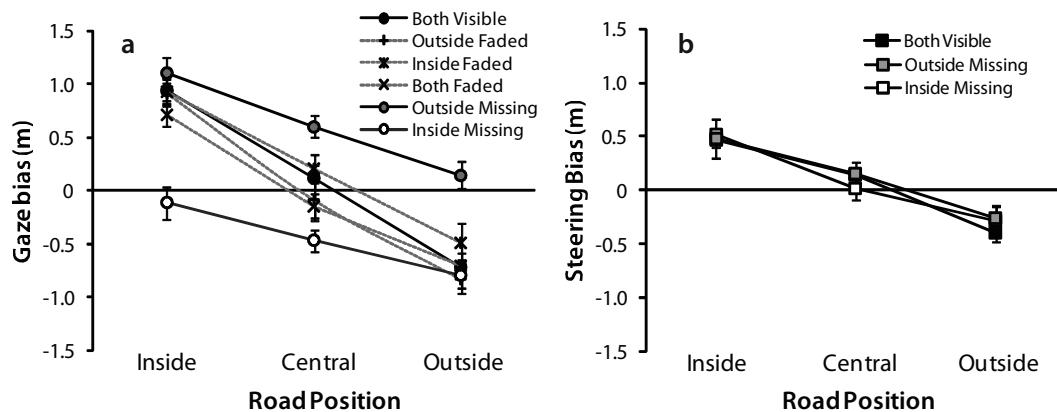 a
Both Visible
Outside Faded
Inside Faded
Both Faded
Outside Missing
Inside Missing
Gaze bias (m)
1.5
1.0
0.5
0
-0.5
-1.0
-1.5
Inside Central Outside
Road Position
b
Both Visible
Outside Missing
Inside Missing
Steering Bias (m)
1.5
1.0
0.5
0
-0.5
-1.0
-1.5
Inside Central Outside
Road Position